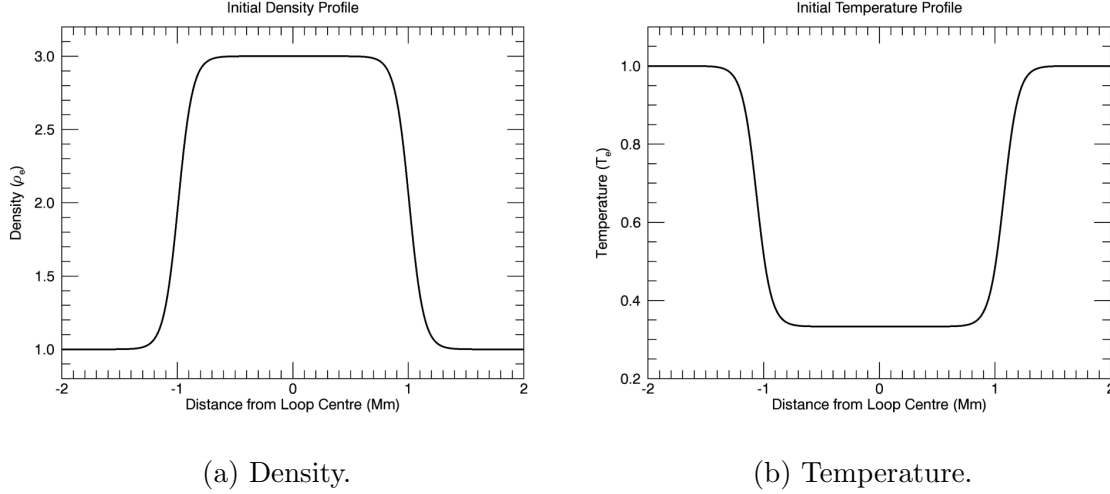 Initial Density Profile
3.0
2.5
2.0
1.5
1.0
Density (ρₑ)
-2 -1 0 1 2
Distance from Loop Centre (Mm)
(a) Density.
Initial Temperature Profile
1.0
0.8
0.6
0.4
0.2
Temperature (Tₑ)
-2 -1 0 1 2
Distance from Loop Centre (Mm)
(b) Temperature.